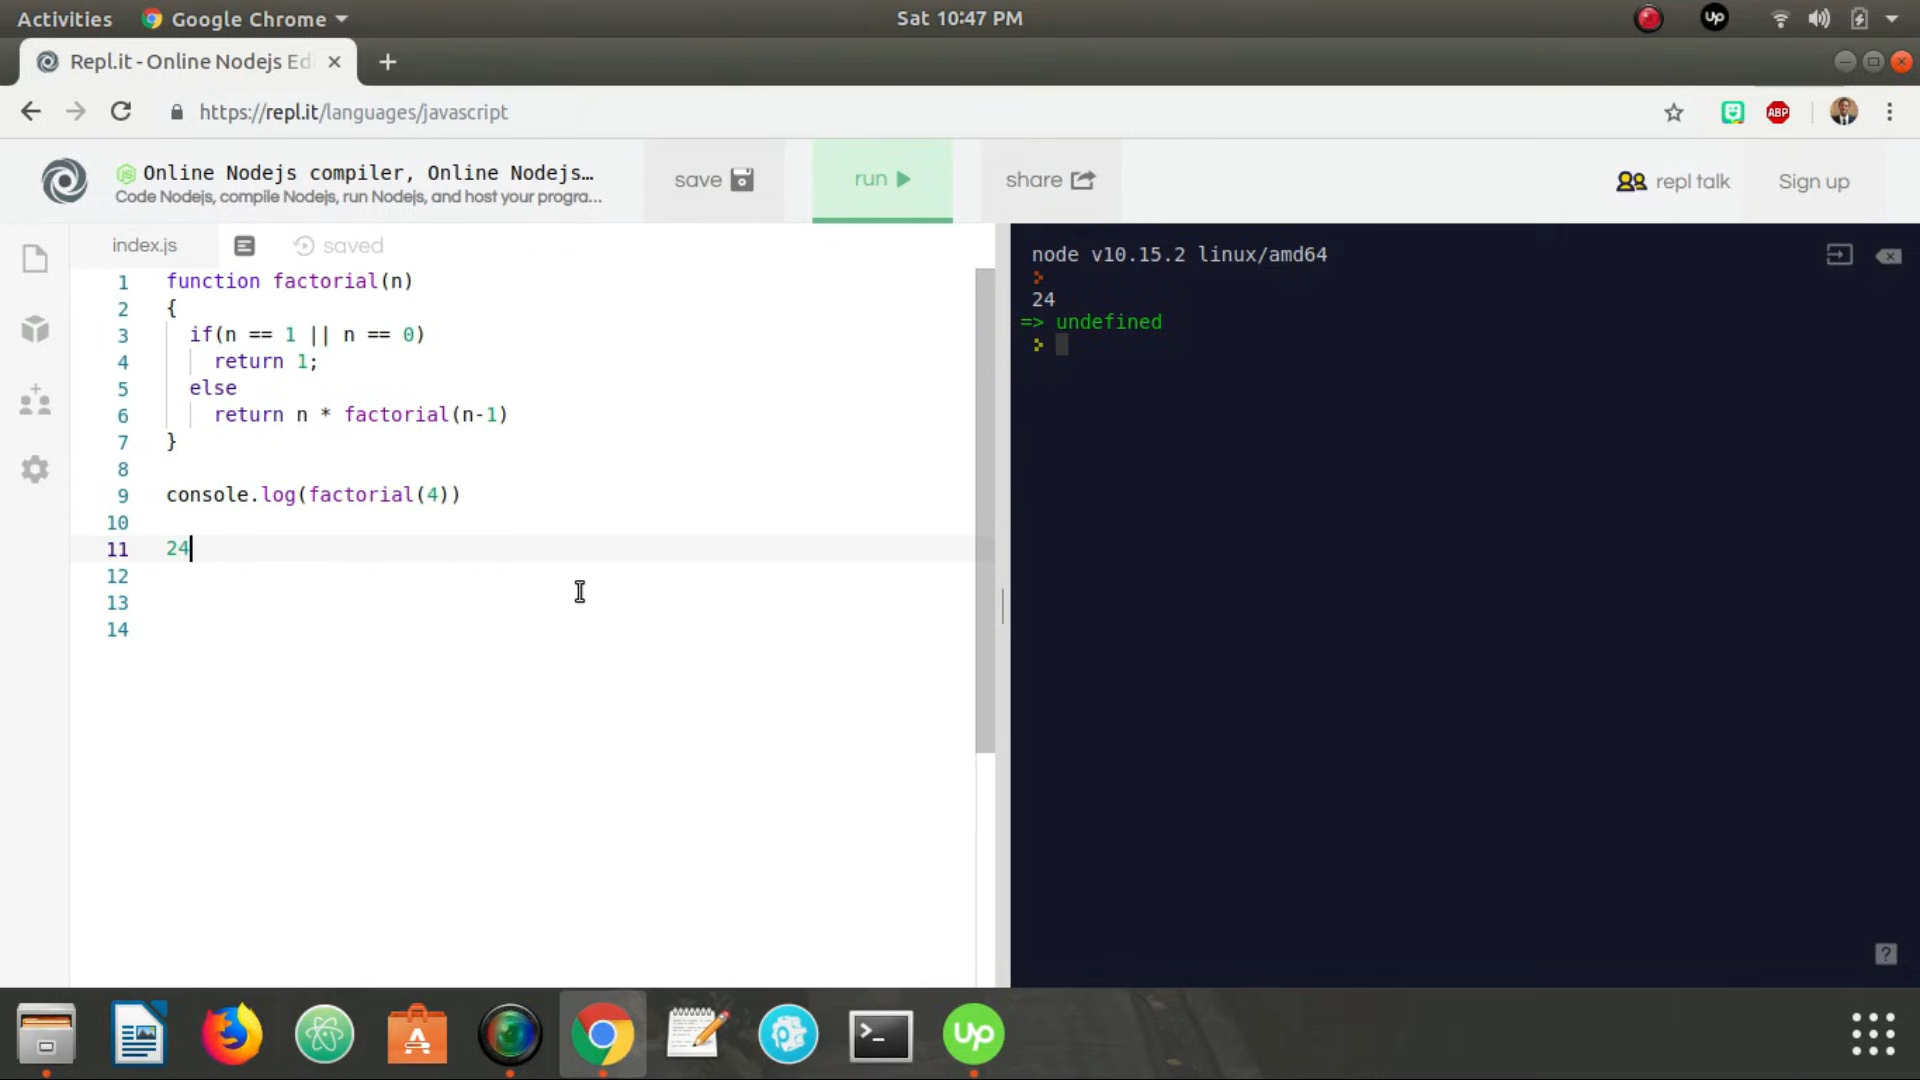 Activities Google Chrome Sat 10:47 PM Up
Repl.it - Online Nodejs Ed
https://repl.it/languages/javascript ABP
JS Online Nodejs compiler, Online Nodejs…
Code Nodejs, compile Nodejs, run Nodejs, and host your progra...
save run share repl talk Sign up
index.js saved
1 function factorial(n)
2 {
3 if(n == 1 || n == 0)
4 return 1;
5 else
6 return n * factorial(n-1)
7 }
8
9 console.log(factorial(4))
10
11 24
12
13
14
node v10.15.2 linux/amd64
24
=> undefined
?
A >_ Up